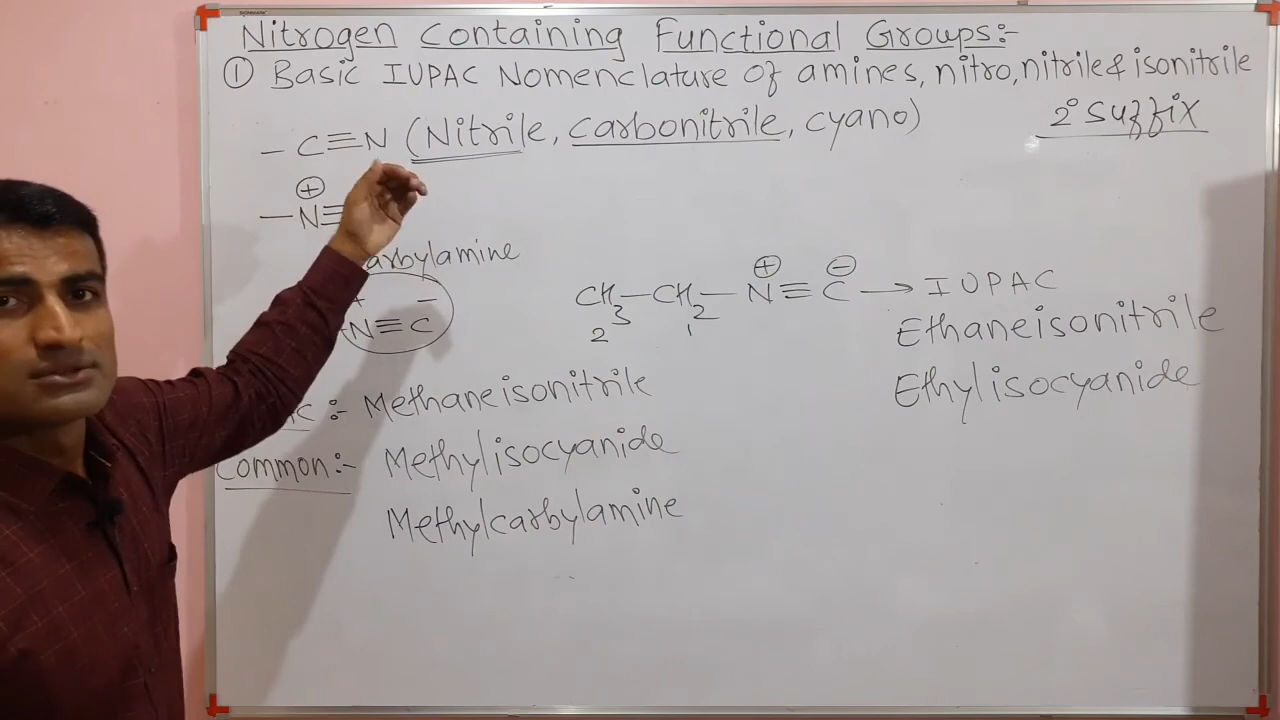 Nitrogen containing Functional Groups:-
① Basic IUPAC Nomenclature of amines, nitro, nitrile & isonitrile
2° suffix
– C≡N (Nitrile, carbonitrile, cyano)
⊕
– N≡
arbylamine
+ –
N≡C
⊕ ⊖
CH3–CH2–N≡C → IUPAC
2 1
Ethaneisonitrile
Ethylisocyanide
:- Methaneisonitrile
Common:- Methylisocyanide
Methylcarbylamine